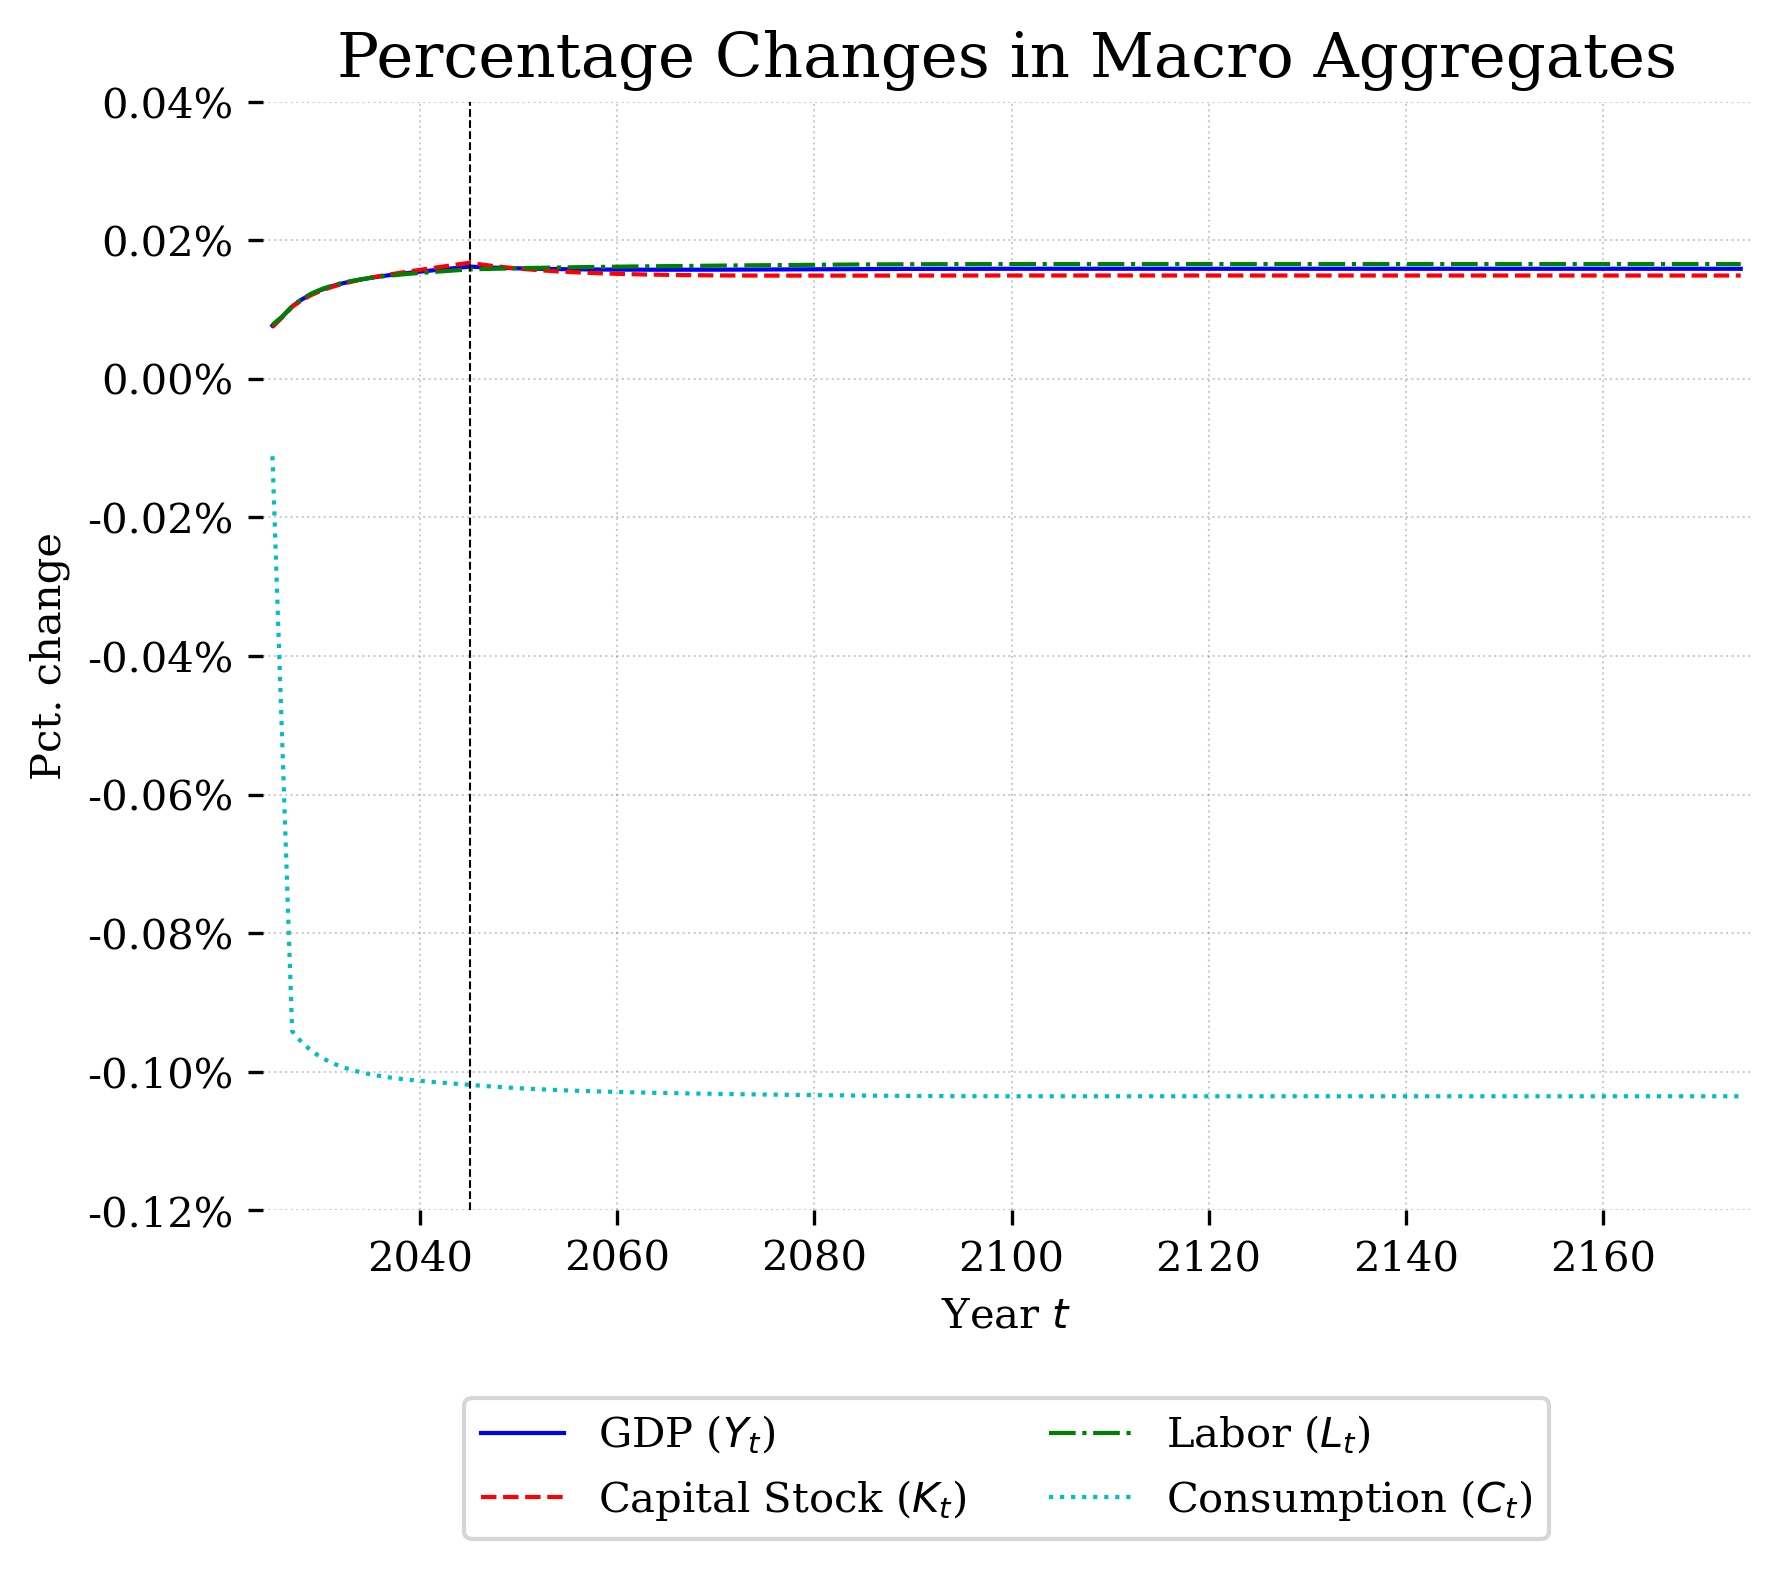 Percentage Changes in Macro Aggregates
0.04%
0.02%
0.00%
-0.02%
-0.04%
-0.06%
-0.08%
-0.10%
-0.12%
Pct. change
2040 2060 2080 2100 2120 2140 2160
Year t
GDP (Yₜ) Labor (Lₜ)
Capital Stock (Kₜ) Consumption (Cₜ)